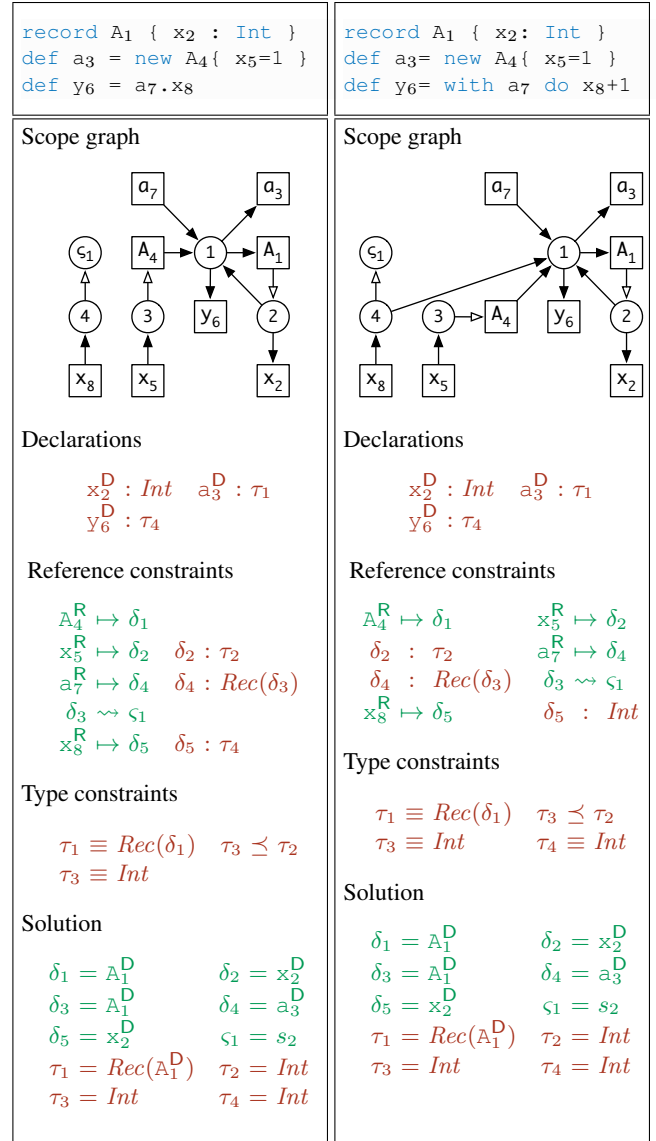 record A₁ { x₂ : Int }
def a₃ = new A₄{ x₅=1 }
def y₆ = a₇.x₈
Scope graph
a₇ a₃
ς₁ A₄ 1 A₁
4 3 y₆ 2
x₈ x₅ x₂
Declarations
x₂ᴰ : Int a₃ᴰ : τ₁
y₆ᴰ : τ₄
Reference constraints
A₄ᴿ ↦ δ₁
x₅ᴿ ↦ δ₂ δ₂ : τ₂
a₇ᴿ ↦ δ₄ δ₄ : Rec(δ₃)
δ₃ ⇝ ς₁
x₈ᴿ ↦ δ₅ δ₅ : τ₄
Type constraints
τ₁ ≡ Rec(δ₁) τ₃ ⪯ τ₂
τ₃ ≡ Int
Solution
δ₁ = A₁ᴰ δ₂ = x₂ᴰ
δ₃ = A₁ᴰ δ₄ = a₃ᴰ
δ₅ = x₂ᴰ ς₁ = s₂
τ₁ = Rec(A₁ᴰ) τ₂ = Int
τ₃ = Int τ₄ = Int
record A₁ { x₂: Int }
def a₃= new A₄{ x₅=1 }
def y₆= with a₇ do x₈+1
Scope graph
a₇ a₃
ς₁ 1 A₁
4 3 A₄ y₆ 2
x₈ x₅ x₂
Declarations
x₂ᴰ : Int a₃ᴰ : τ₁
y₆ᴰ : τ₄
Reference constraints
A₄ᴿ ↦ δ₁ x₅ᴿ ↦ δ₂
δ₂ : τ₂ a₇ᴿ ↦ δ₄
δ₄ : Rec(δ₃) δ₃ ⇝ ς₁
x₈ᴿ ↦ δ₅ δ₅ : Int
Type constraints
τ₁ ≡ Rec(δ₁) τ₃ ⪯ τ₂
τ₃ ≡ Int τ₄ ≡ Int
Solution
δ₁ = A₁ᴰ δ₂ = x₂ᴰ
δ₃ = A₁ᴰ δ₄ = a₃ᴰ
δ₅ = x₂ᴰ ς₁ = s₂
τ₁ = Rec(A₁ᴰ) τ₂ = Int
τ₃ = Int τ₄ = Int